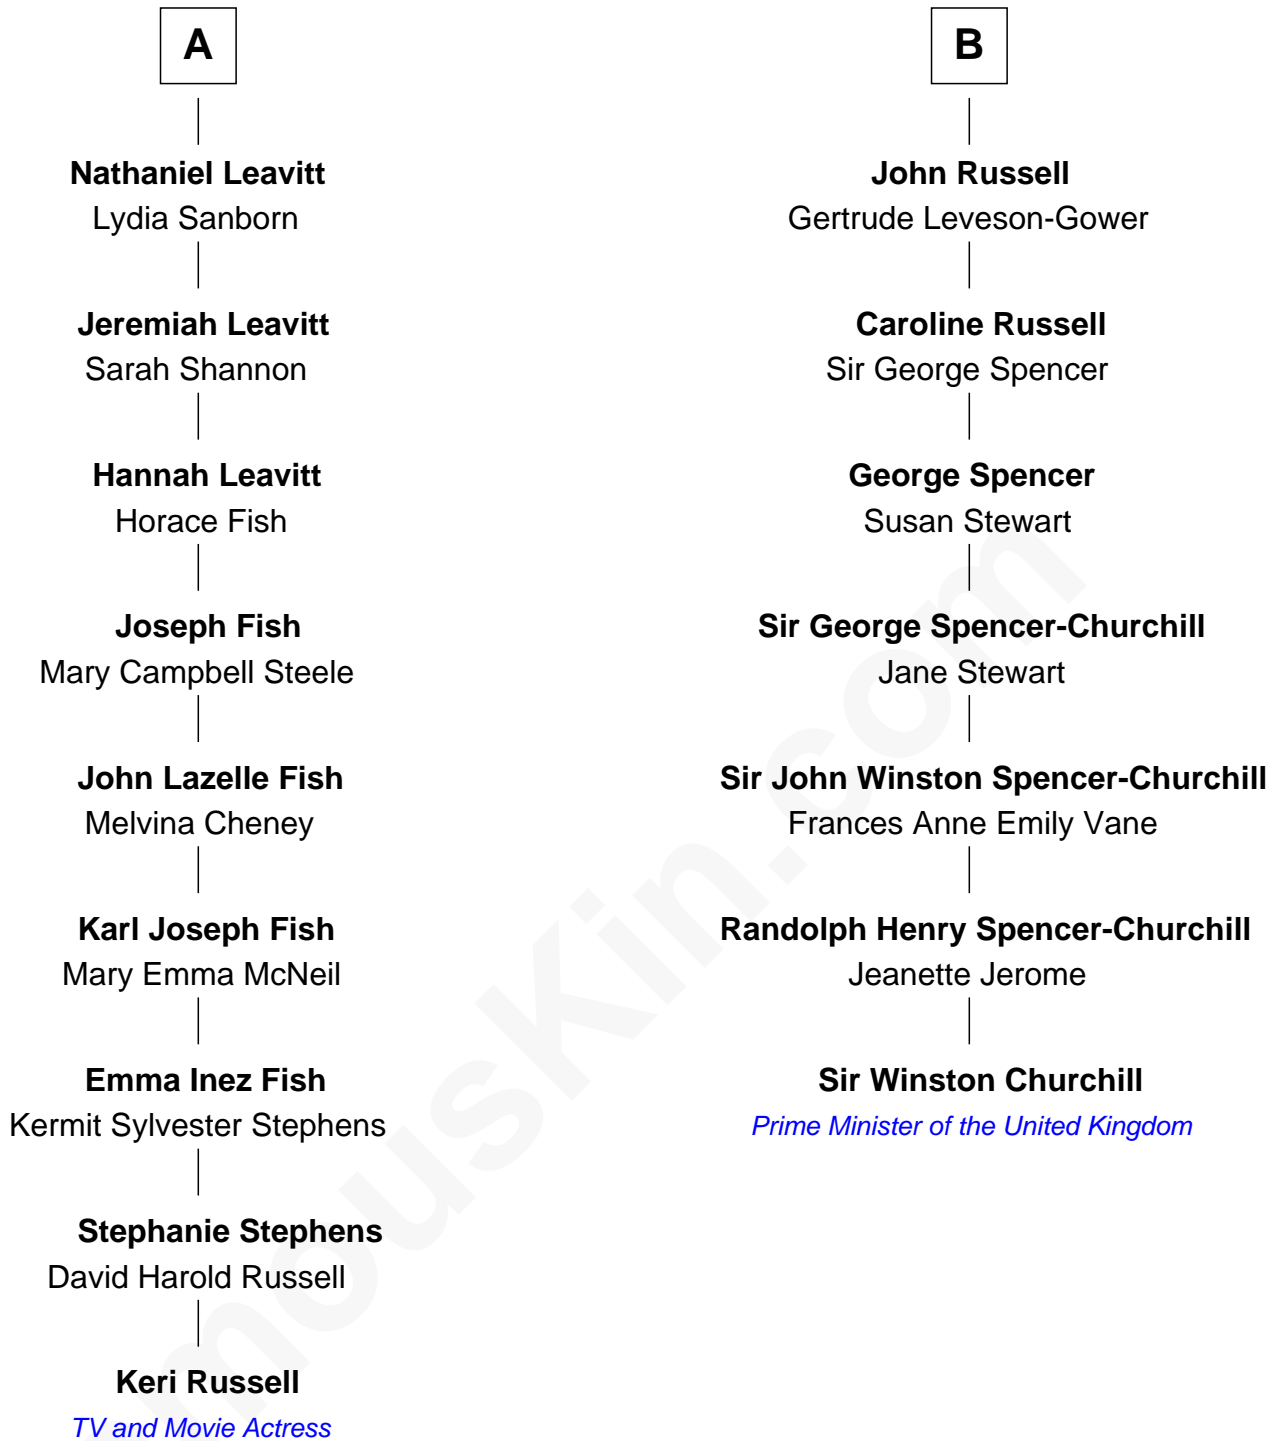 A
Nathaniel Leavitt
Lydia Sanborn
Jeremiah Leavitt
Sarah Shannon
Hannah Leavitt
Horace Fish
Joseph Fish
Mary Campbell Steele
John Lazelle Fish
Melvina Cheney
Karl Joseph Fish
Mary Emma McNeil
Emma Inez Fish
Kermit Sylvester Stephens
Stephanie Stephens
David Harold Russell
Keri Russell
TV and Movie Actress
B
John Russell
Gertrude Leveson-Gower
Caroline Russell
Sir George Spencer
George Spencer
Susan Stewart
Sir George Spencer-Churchill
Jane Stewart
Sir John Winston Spencer-Churchill
Frances Anne Emily Vane
Randolph Henry Spencer-Churchill
Jeanette Jerome
Sir Winston Churchill
Prime Minister of the United Kingdom
mousKin.com